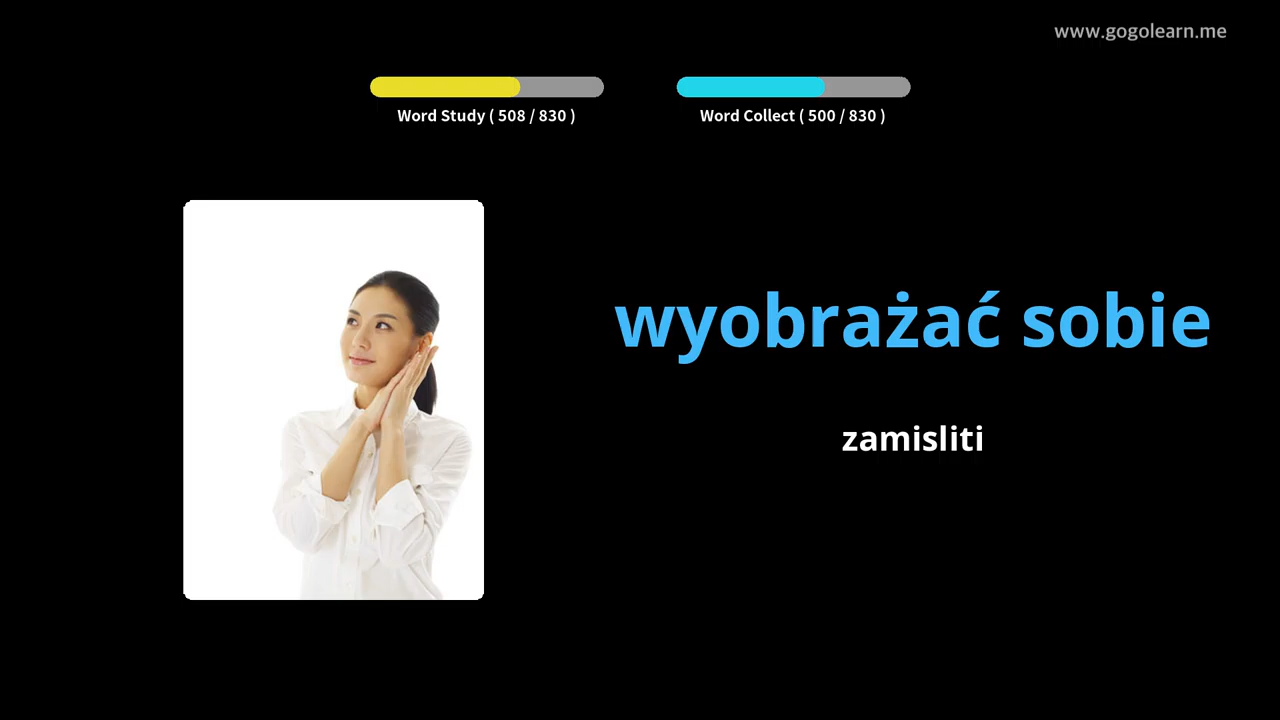 www.gogolearn.me
Word Study ( 508 / 830 )
Word Collect ( 500 / 830 )
wyobrażać sobie
zamisliti